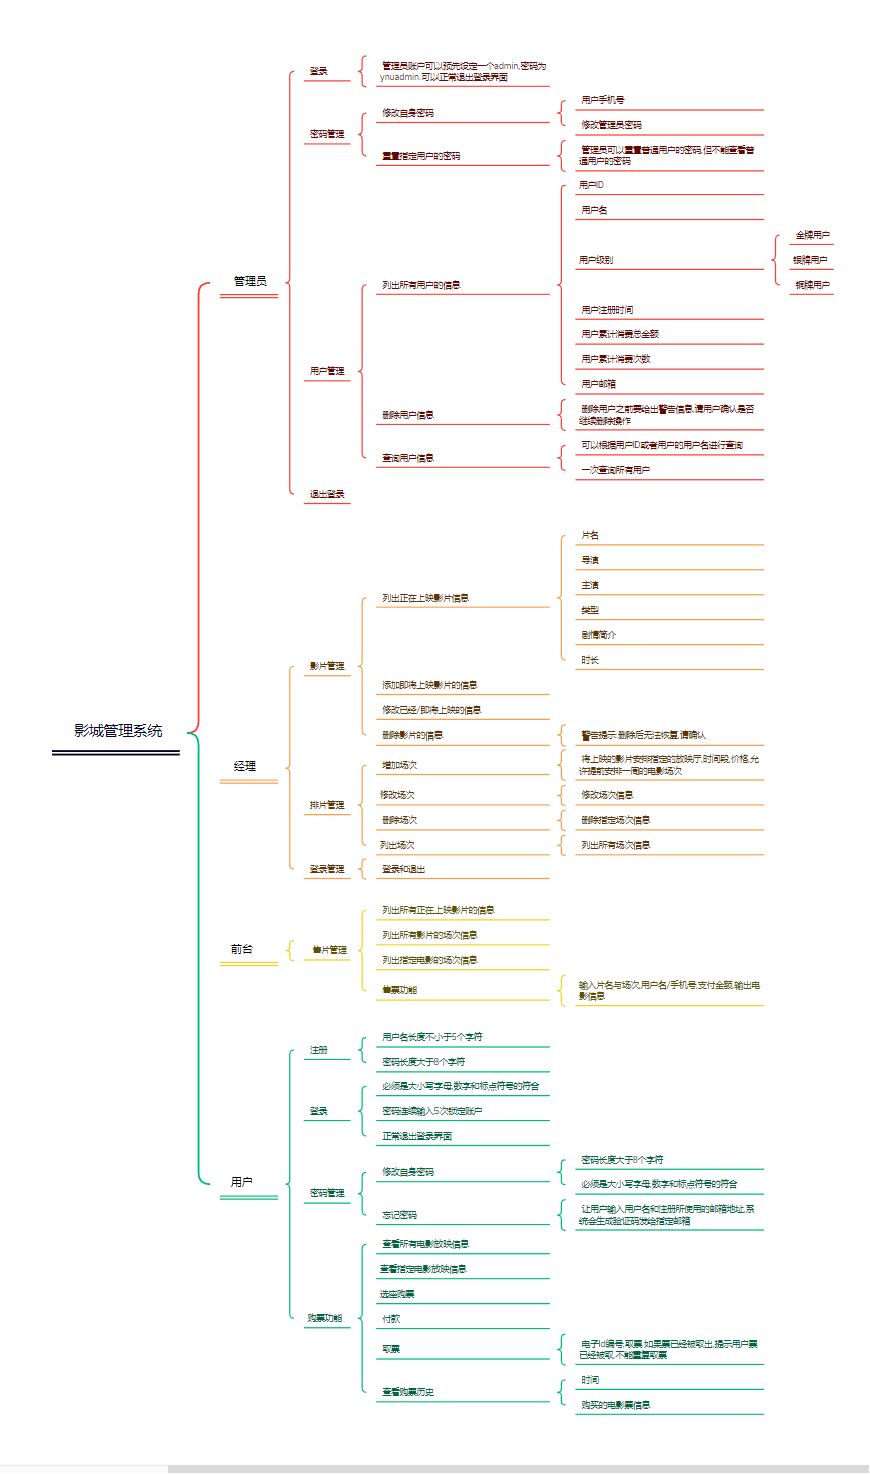 影城管理系统
管理员
登录
管理员账户可以预先设定一个admin,密码为
ynuadmin.可以正常退出登录界面
密码管理
修改自身密码
用户手机号
修改管理员密码
重置指定用户的密码
管理员可以重置普通用户的密码,但不能查看普
通用户的密码
用户管理
列出所有用户的信息
用户ID
用户名
用户级别
金牌用户
银牌用户
铜牌用户
用户注册时间
用户累计消费总金额
用户累计消费次数
用户邮箱
删除用户信息
删除用户之前要给出警告信息,请用户确认是否
继续删除操作
查询用户信息
可以根据用户ID或者用户的用户名进行查询
一次查询所有用户
退出登录
经理
影片管理
列出正在上映影片信息
片名
导演
主演
类型
剧情简介
时长
添加即将上映影片的信息
修改已经/即将上映的信息
删除影片的信息
警告提示:删除后无法恢复,请确认
排片管理
增加场次
将上映的影片安排指定的放映厅,时间段,价格,允
许提前安排一周的电影场次
修改场次
修改场次信息
删除场次
删除指定场次信息
列出场次
列出所有场次信息
登录管理
登录和退出
前台
售片管理
列出所有正在上映影片的信息
列出所有影片的场次信息
列出指定电影的场次信息
售票功能
输入片名与场次,用户名/手机号,支付金额,输出电
影信息
用户
注册
用户名长度不小于5个字符
密码长度大于8个字符
登录
必须是大小写字母,数字和标点符号的符合
密码连续输入5次锁定账户
正常退出登录界面
密码管理
修改自身密码
密码长度大于8个字符
必须是大小写字母,数字和标点符号的符合
忘记密码
让用户输入用户名和注册所使用的邮箱地址,系
统会生成验证码发给指定邮箱
购票功能
查看所有电影放映信息
查看指定电影放映信息
选座购票
付款
取票
电子id编号,取票,如果票已经被取出,提示用户票
已经被取,不能重复取票
查看购票历史
时间
购买的电影票信息